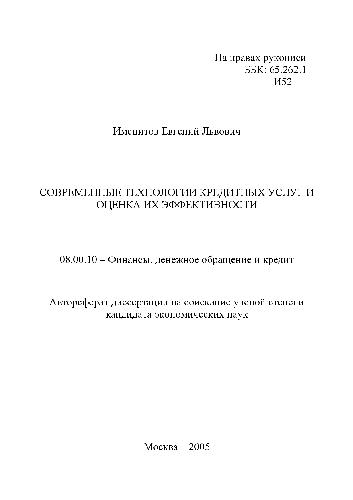 На правах рукописи
ББК: 65.262.1
И52
Именитов Евгений Львович
СОВРЕМЕННЫЕ ТЕХНОЛОГИИ КРЕДИТНЫХ УСЛУГ И
ОЦЕНКА ИХ ЭФФЕКТИВНОСТИ
08.00.10 – Финансы, денежное обращение и кредит
Автореферат диссертации на соискание ученой степени
кандидата экономических наук
Москва – 2005